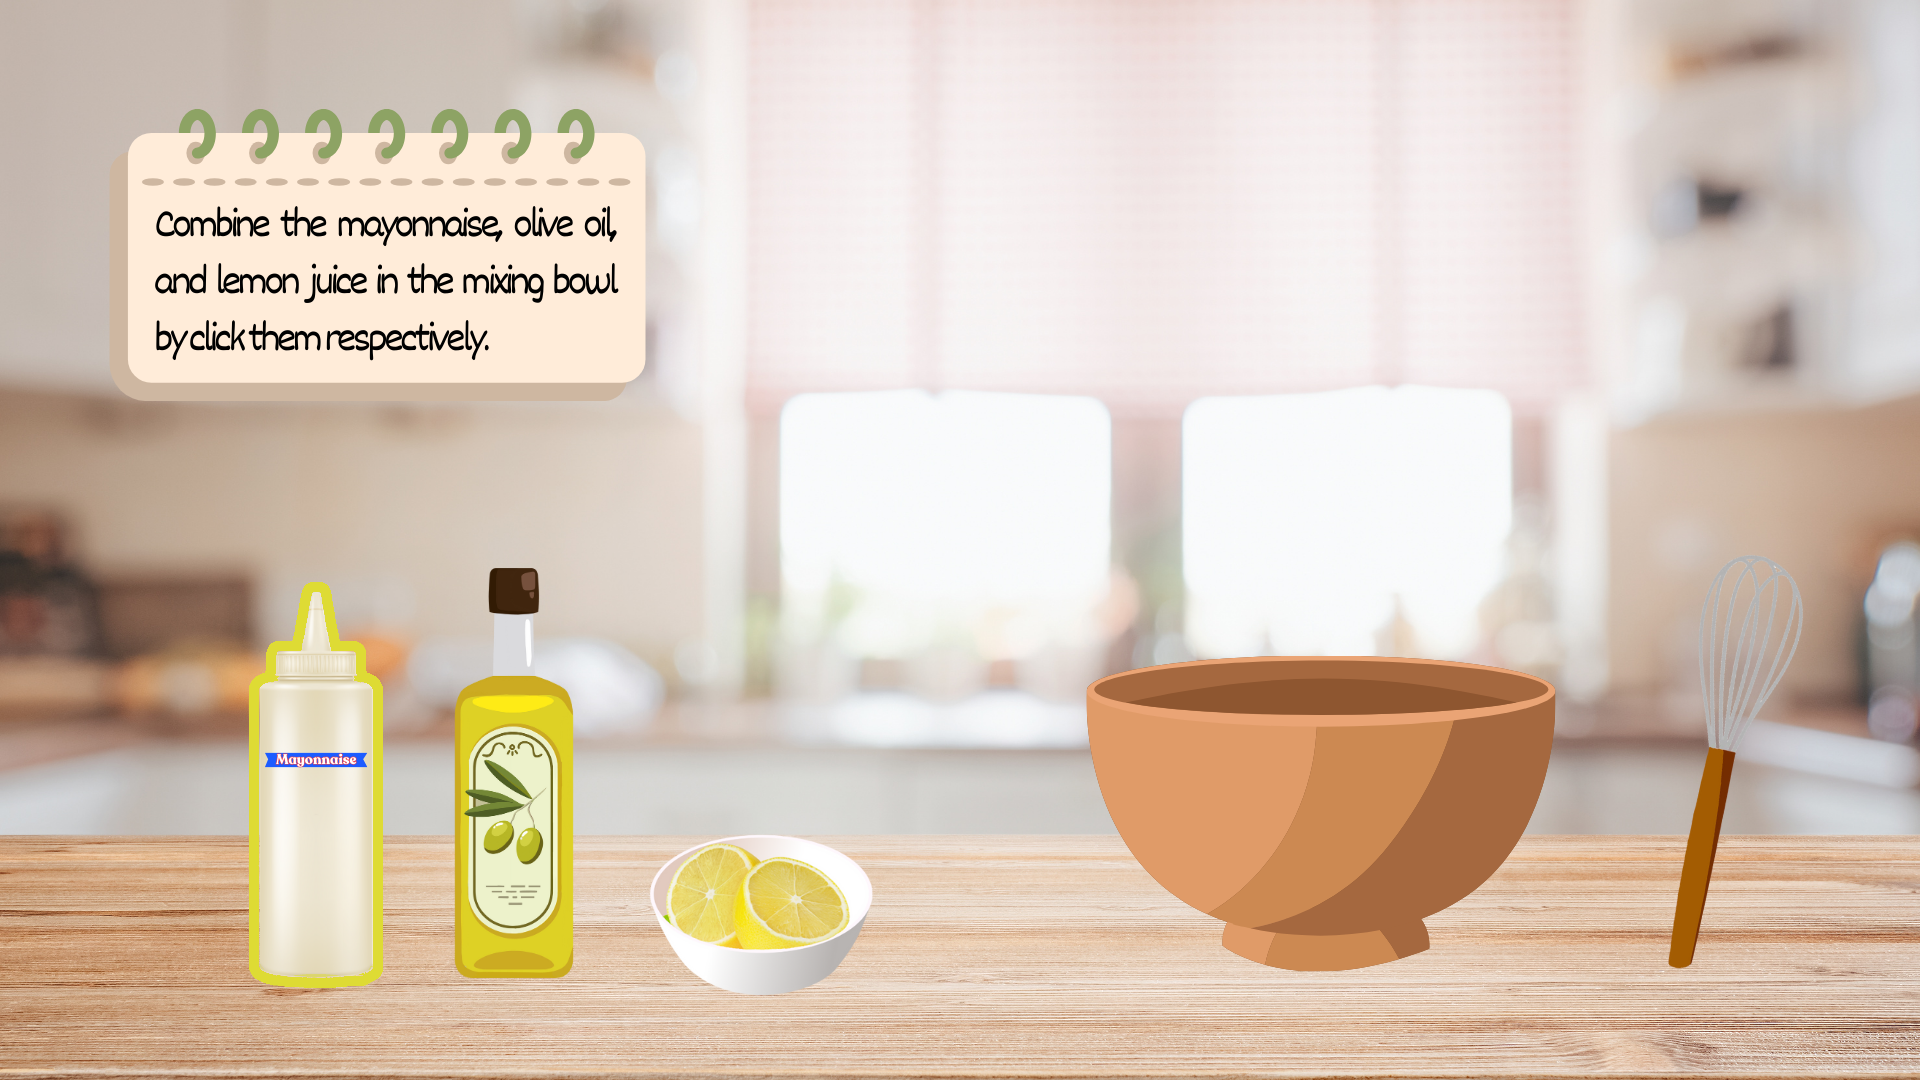 Combine the mayonnaise, olive oil,
and lemon juice in the mixing bowl
by click them respectively.
Mayonnaise